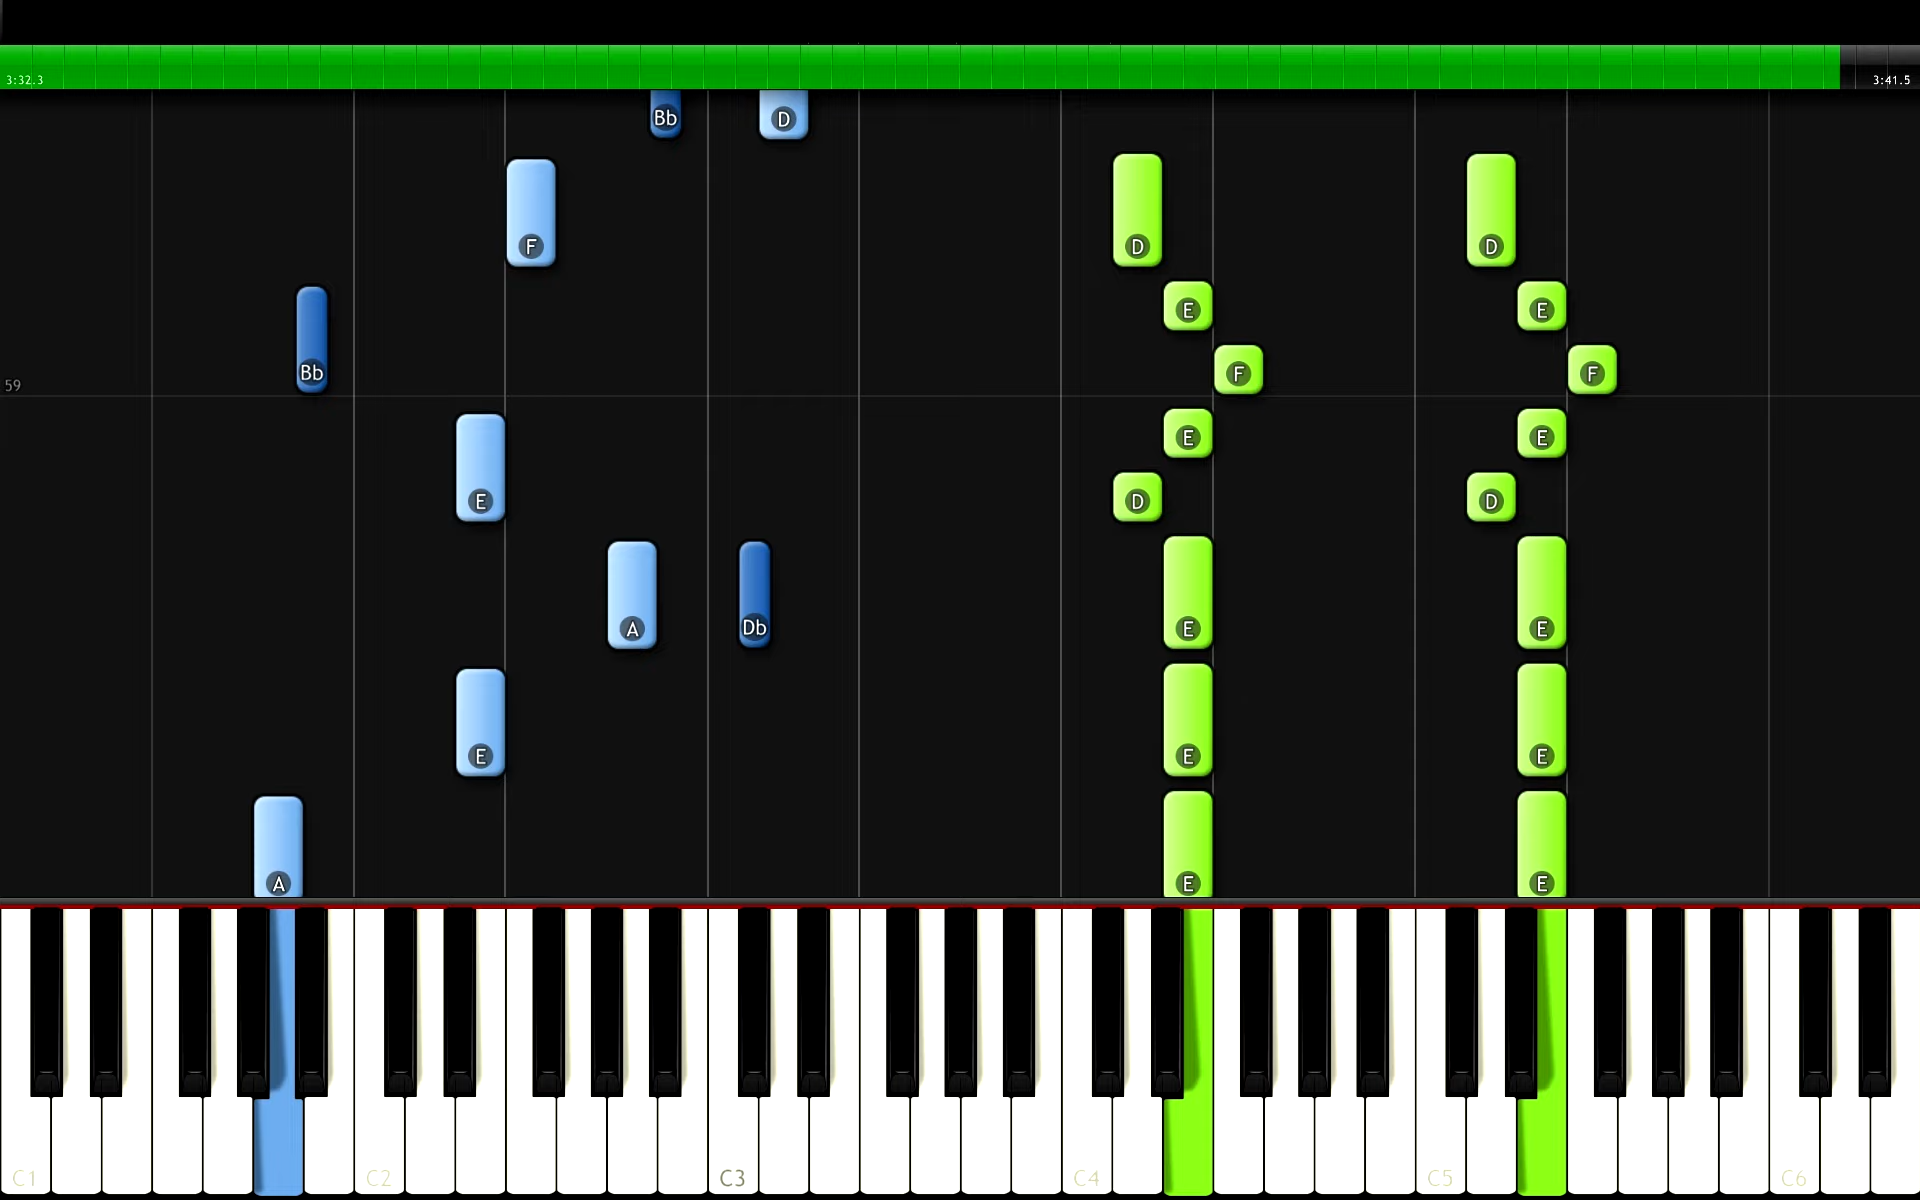 3:32.3 3:41.5
Bb D
F D D
E E
Bb F F
59
E E
E D D
A Db E E
E E E
A E E
C1 C2 C3 C4 C5 C6